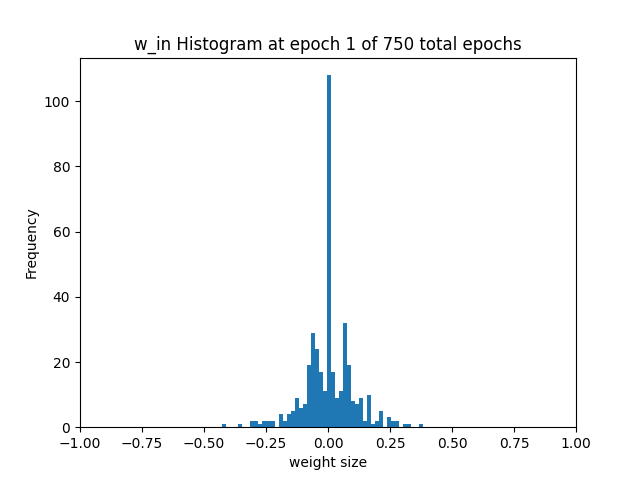 w_in Histogram at epoch 1 of 750 total epochs
Frequency
100
80
60
40
20
0
−1.00 −0.75 −0.50 −0.25 0.00 0.25 0.50 0.75 1.00
weight size